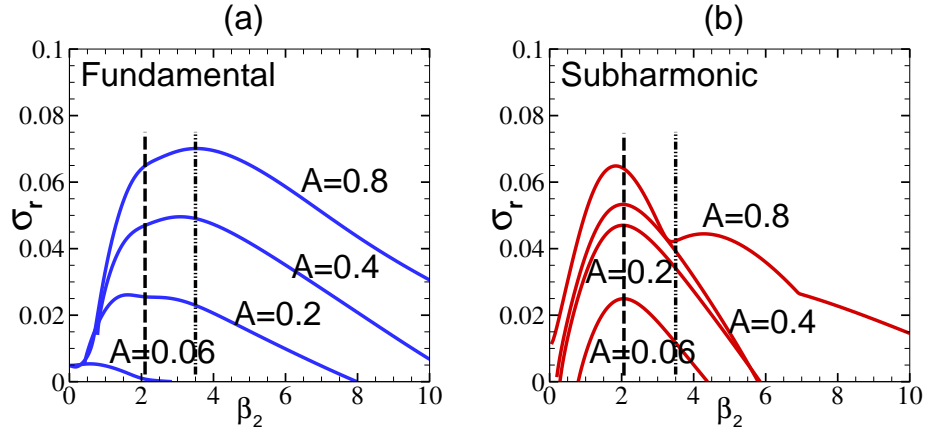 (a)
Fundamental
σr
0.1
0.08
0.06
0.04
0.02
0
A=0.8
A=0.4
A=0.2
A=0.06
0 2 4 6 8 10
β2
(b)
Subharmonic
σr
0.1
0.08
0.06
0.04
0.02
0
A=0.8
A=0.2
A=0.4
A=0.06
0 2 4 6 8 10
β2